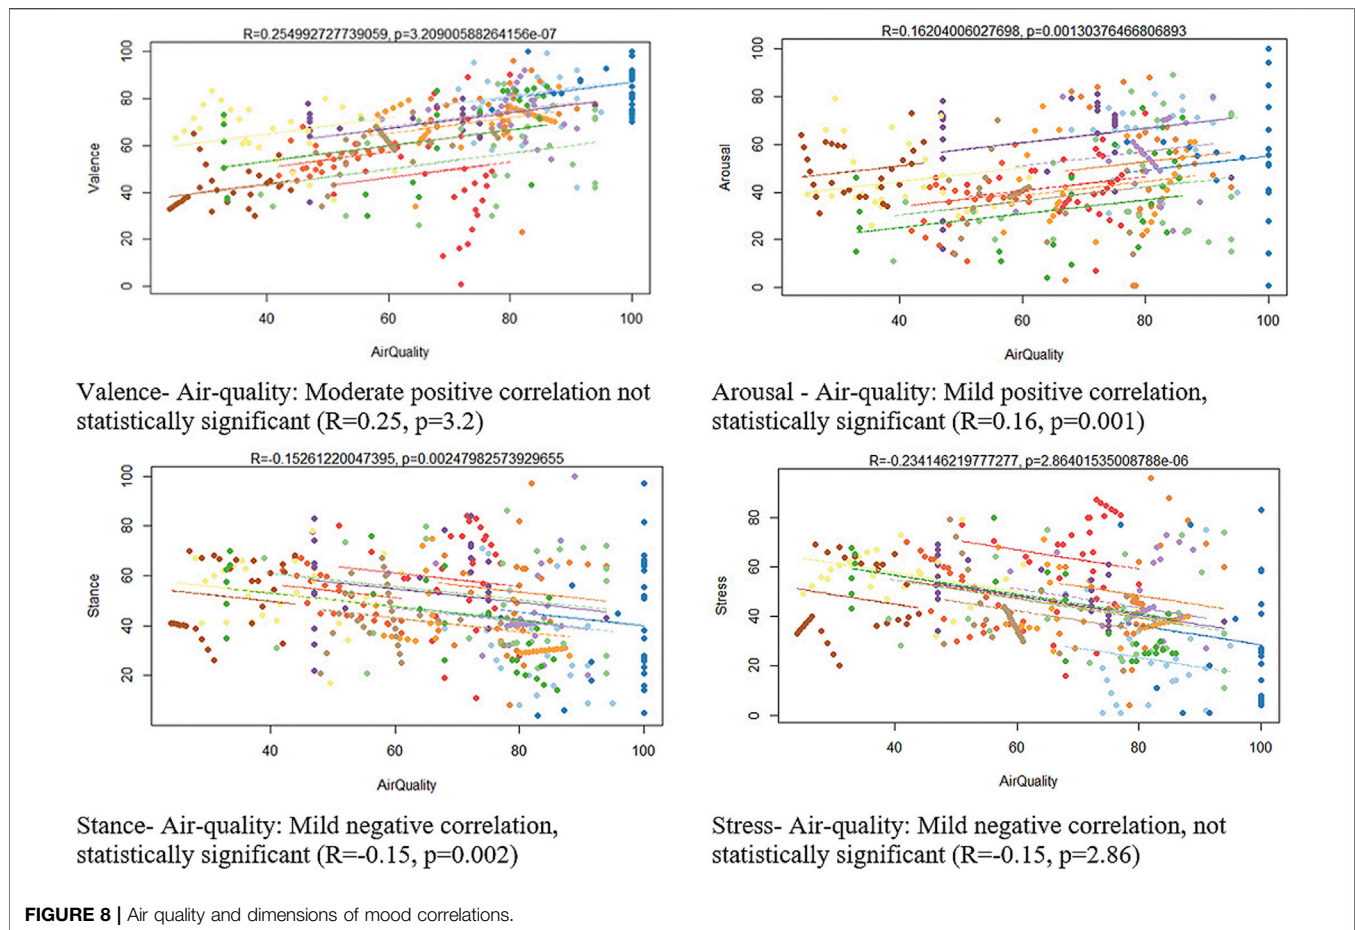 R=0.254992727739059, p=3.20900588264156e-07
100
80
60
40
20
0
Valence
40 60 80 100
AirQuality
Valence- Air-quality: Moderate positive correlation not
statistically significant (R=0.25, p=3.2)
R=0.16204006027698, p=0.00130376466806893
100
80
60
40
20
0
Arousal
40 60 80 100
AirQuality
Arousal - Air-quality: Mild positive correlation,
statistically significant (R=0.16, p=0.001)
R=-0.15261220047395, p=0.00247982573929655
100
80
60
40
20
Stance
40 60 80 100
AirQuality
Stance- Air-quality: Mild negative correlation,
statistically significant (R=-0.15, p=0.002)
R=-0.234146219777277, p=2.86401535008788e-06
80
60
40
20
0
Stress
40 60 80 100
AirQuality
Stress- Air-quality: Mild negative correlation, not
statistically significant (R=-0.15, p=2.86)
FIGURE 8 | Air quality and dimensions of mood correlations.